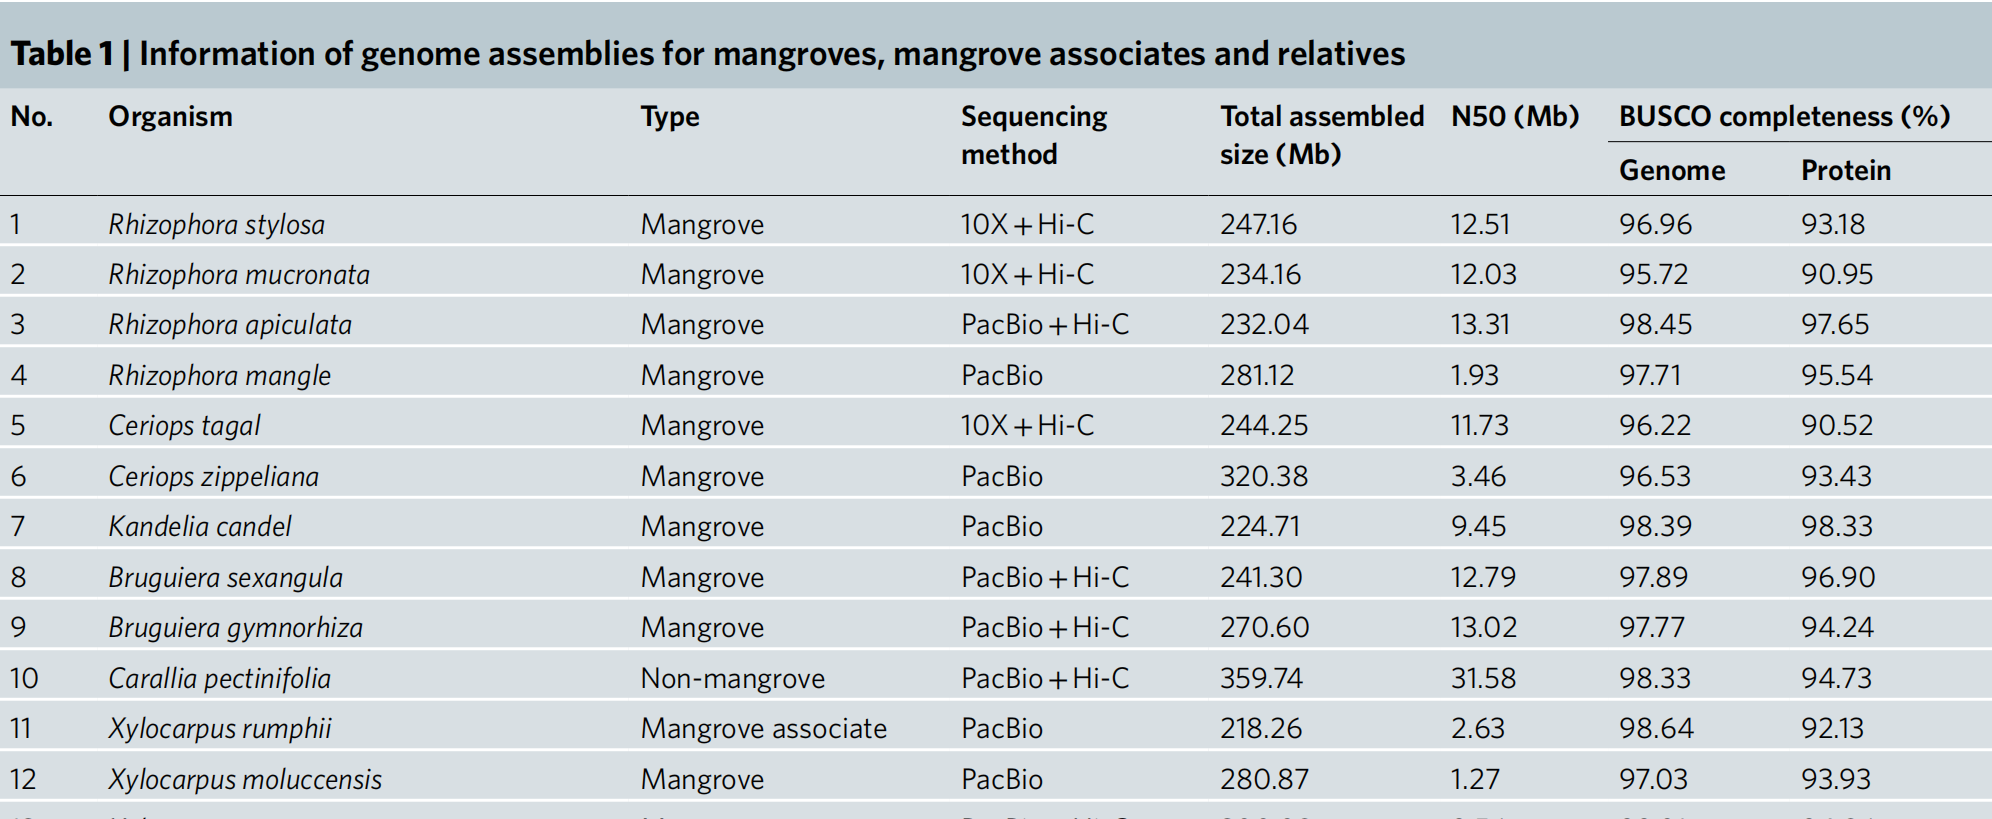 Table 1 | Information of genome assemblies for mangroves, mangrove associates and relatives
No. Organism Type Sequencing method Total assembled size (Mb) N50 (Mb) BUSCO completeness (%)
Genome Protein
1 Rhizophora stylosa Mangrove 10X + Hi-C 247.16 12.51 96.96 93.18
2 Rhizophora mucronata Mangrove 10X + Hi-C 234.16 12.03 95.72 90.95
3 Rhizophora apiculata Mangrove PacBio + Hi-C 232.04 13.31 98.45 97.65
4 Rhizophora mangle Mangrove PacBio 281.12 1.93 97.71 95.54
5 Ceriops tagal Mangrove 10X + Hi-C 244.25 11.73 96.22 90.52
6 Ceriops zippeliana Mangrove PacBio 320.38 3.46 96.53 93.43
7 Kandelia candel Mangrove PacBio 224.71 9.45 98.39 98.33
8 Bruguiera sexangula Mangrove PacBio + Hi-C 241.30 12.79 97.89 96.90
9 Bruguiera gymnorhiza Mangrove PacBio + Hi-C 270.60 13.02 97.77 94.24
10 Carallia pectinifolia Non-mangrove PacBio + Hi-C 359.74 31.58 98.33 94.73
11 Xylocarpus rumphii Mangrove associate PacBio 218.26 2.63 98.64 92.13
12 Xylocarpus moluccensis Mangrove PacBio 280.87 1.27 97.03 93.93